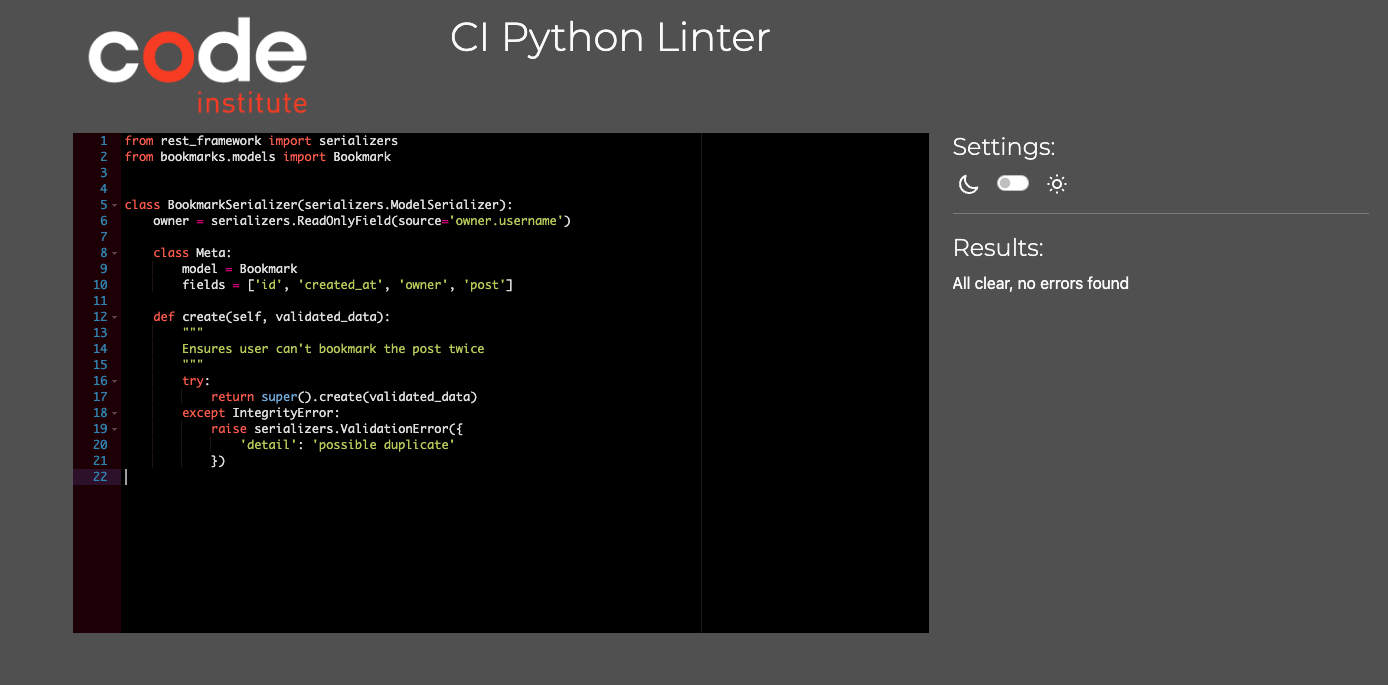 code
institute
CI Python Linter
1 from rest_framework import serializers
2 from bookmarks.models import Bookmark
3
4
5 class BookmarkSerializer(serializers.ModelSerializer):
6     owner = serializers.ReadOnlyField(source='owner.username')
7
8     class Meta:
9         model = Bookmark
10         fields = ['id', 'created_at', 'owner', 'post']
11
12     def create(self, validated_data):
13         """
14         Ensures user can't bookmark the post twice
15         """
16         try:
17             return super().create(validated_data)
18         except IntegrityError:
19             raise serializers.ValidationError({
20                 'detail': 'possible duplicate'
21             })
22
Settings:
Results:
All clear, no errors found